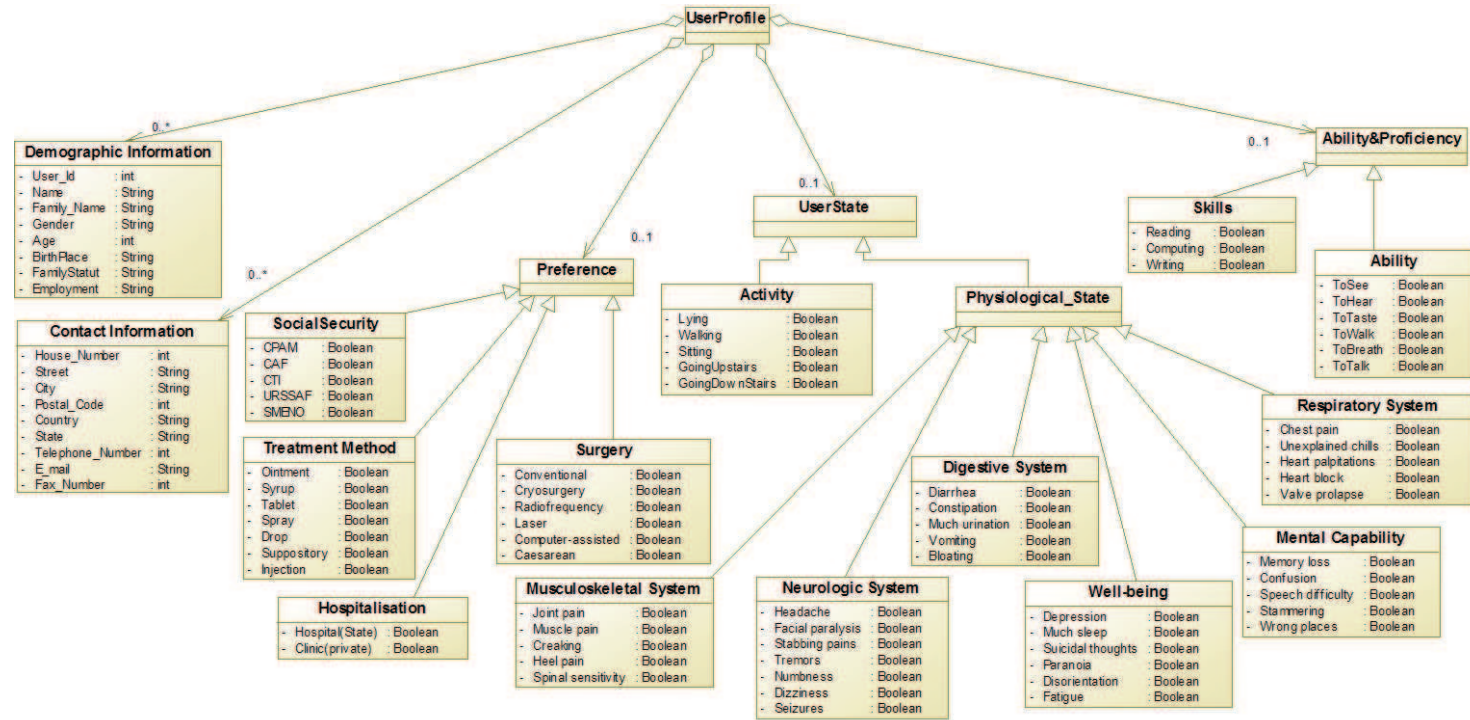 UserProfile
0..*
0..*
0..1
0..1
0..1
Demographic Information
- User_Id : int
- Name : String
- Family_Name : String
- Gender : String
- Age : int
- BirthPlace : String
- FamilyStatut : String
- Employment : String
Contact Information
- House_Number : int
- Street : String
- City : String
- Postal_Code : int
- Country : String
- State : String
- Telephone_Number : int
- E_mail : String
- Fax_Number : int
Preference
SocialSecurity
- CPAM : Boolean
- CAF : Boolean
- CTI : Boolean
- URSSAF : Boolean
- SMENO : Boolean
Treatment Method
- Ointment : Boolean
- Syrup : Boolean
- Tablet : Boolean
- Spray : Boolean
- Drop : Boolean
- Suppository : Boolean
- Injection : Boolean
Hospitalisation
- Hospital(State) : Boolean
- Clinic(private) : Boolean
Surgery
- Conventional : Boolean
- Cryosurgery : Boolean
- Radiofrequency : Boolean
- Laser : Boolean
- Computer-assisted : Boolean
- Caesarean : Boolean
UserState
Activity
- Lying : Boolean
- Walking : Boolean
- Sitting : Boolean
- GoingUpstairs : Boolean
- GoingDownStairs : Boolean
Physiological_State
Musculoskeletal System
- Joint pain : Boolean
- Muscle pain : Boolean
- Creaking : Boolean
- Heel pain : Boolean
- Spinal sensitivity : Boolean
Neurologic System
- Headache : Boolean
- Facial paralysis : Boolean
- Stabbing pains : Boolean
- Tremors : Boolean
- Numbness : Boolean
- Dizziness : Boolean
- Seizures : Boolean
Digestive System
- Diarrhea : Boolean
- Constipation : Boolean
- Much urination : Boolean
- Vomiting : Boolean
- Bloating : Boolean
Well-being
- Depression : Boolean
- Much sleep : Boolean
- Suicidal thoughts : Boolean
- Paranoia : Boolean
- Disorientation : Boolean
- Fatigue : Boolean
Mental Capability
- Memory loss : Boolean
- Confusion : Boolean
- Speech difficulty : Boolean
- Stammering : Boolean
- Wrong places : Boolean
Respiratory System
- Chest pain : Boolean
- Unexplained chills : Boolean
- Heart palpitations : Boolean
- Heart block : Boolean
- Valve prolapse : Boolean
Ability&Proficiency
Skills
- Reading : Boolean
- Computing : Boolean
- Writing : Boolean
Ability
- ToSee : Boolean
- ToHear : Boolean
- ToTaste : Boolean
- ToWalk : Boolean
- ToBreath : Boolean
- ToTalk : Boolean